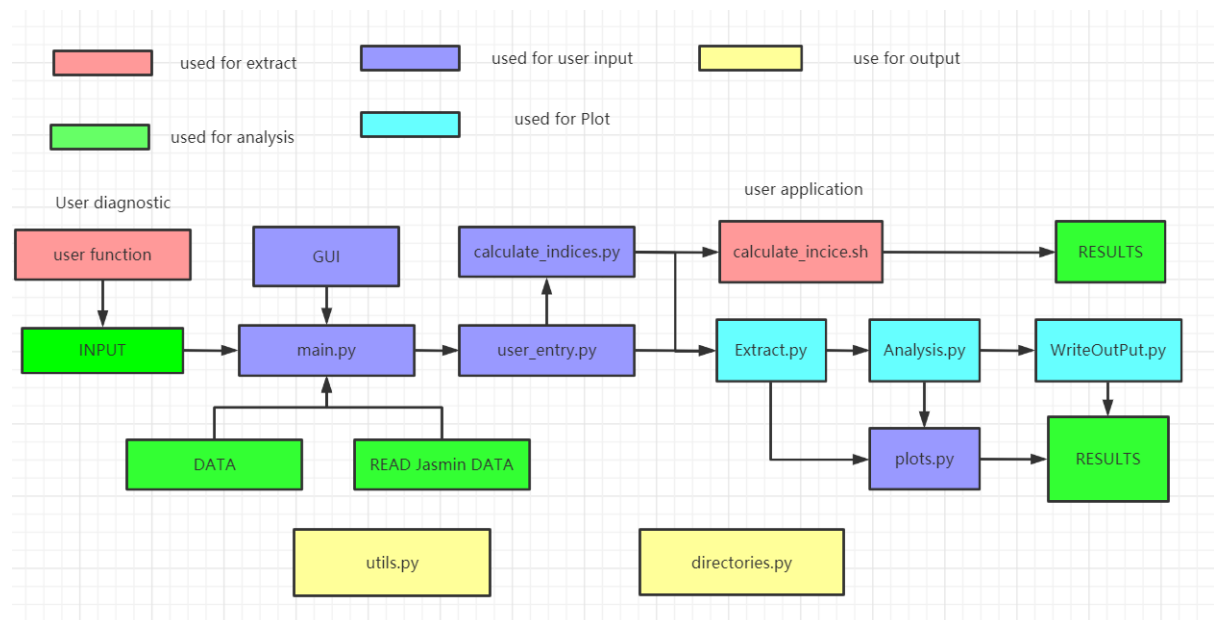 used for extract
used for user input
use for output
used for analysis
used for Plot
User diagnostic
user application
user function
GUI
calculate_indices.py
calculate_incice.sh
RESULTS
INPUT
main.py
user_entry.py
Extract.py
Analysis.py
WriteOutPut.py
DATA
READ Jasmin DATA
plots.py
RESULTS
utils.py
directories.py